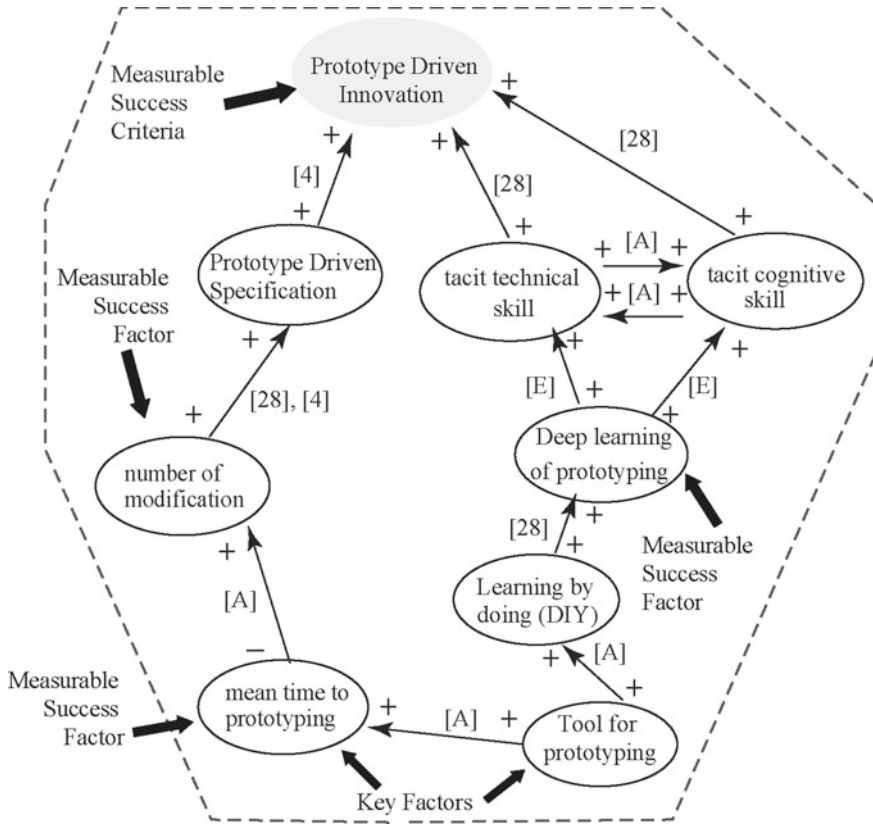 Prototype Driven
Innovation
Measurable
Success
Criteria
+
+
+
[4]
[28]
[28]
+
+
+
Prototype Driven
Specification
tacit technical
skill
+ [A] +
+ [A] +
tacit cognitive
skill
Measurable
Success
Factor
+
+
+
[28], [4]
[E]
[E]
+
+
+
number of
modification
Deep learning
of prototyping
+
+
[28]
+
Measurable
Success
Factor
[A]
Learning by
doing (DIY)
−
+
[A]
+
Measurable
Success
Factor
mean time to
prototyping
+ [A] +
Tool for
prototyping
Key Factors